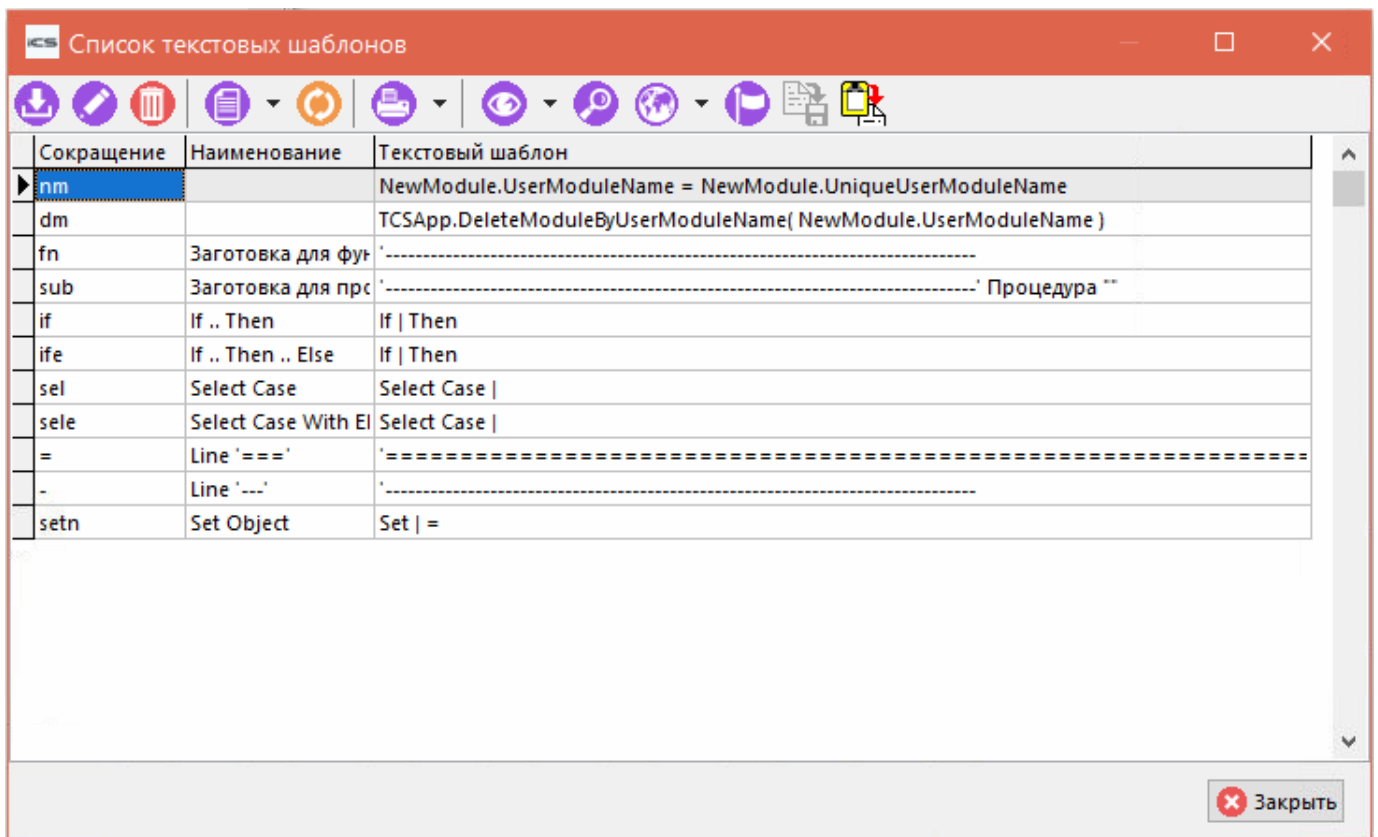 iCS Список текстовых шаблонов
Сокращение Наименование Текстовый шаблон
nm NewModule.UserModuleName = NewModule.UniqueUserModuleName
dm TCSApp.DeleteModuleByUserModuleName( NewModule.UserModuleName )
fn Заготовка для фун '-------------------------------------------------------------------------------
sub Заготовка для про '-------------------------------------------------------------------------------' Процедура ""
if If .. Then If | Then
ife If .. Then .. Else If | Then
sel Select Case Select Case |
sele Select Case With El Select Case |
= Line '===' '===============================================================
- Line '---' '-------------------------------------------------------------------------------
setn Set Object Set | =
Закрыть